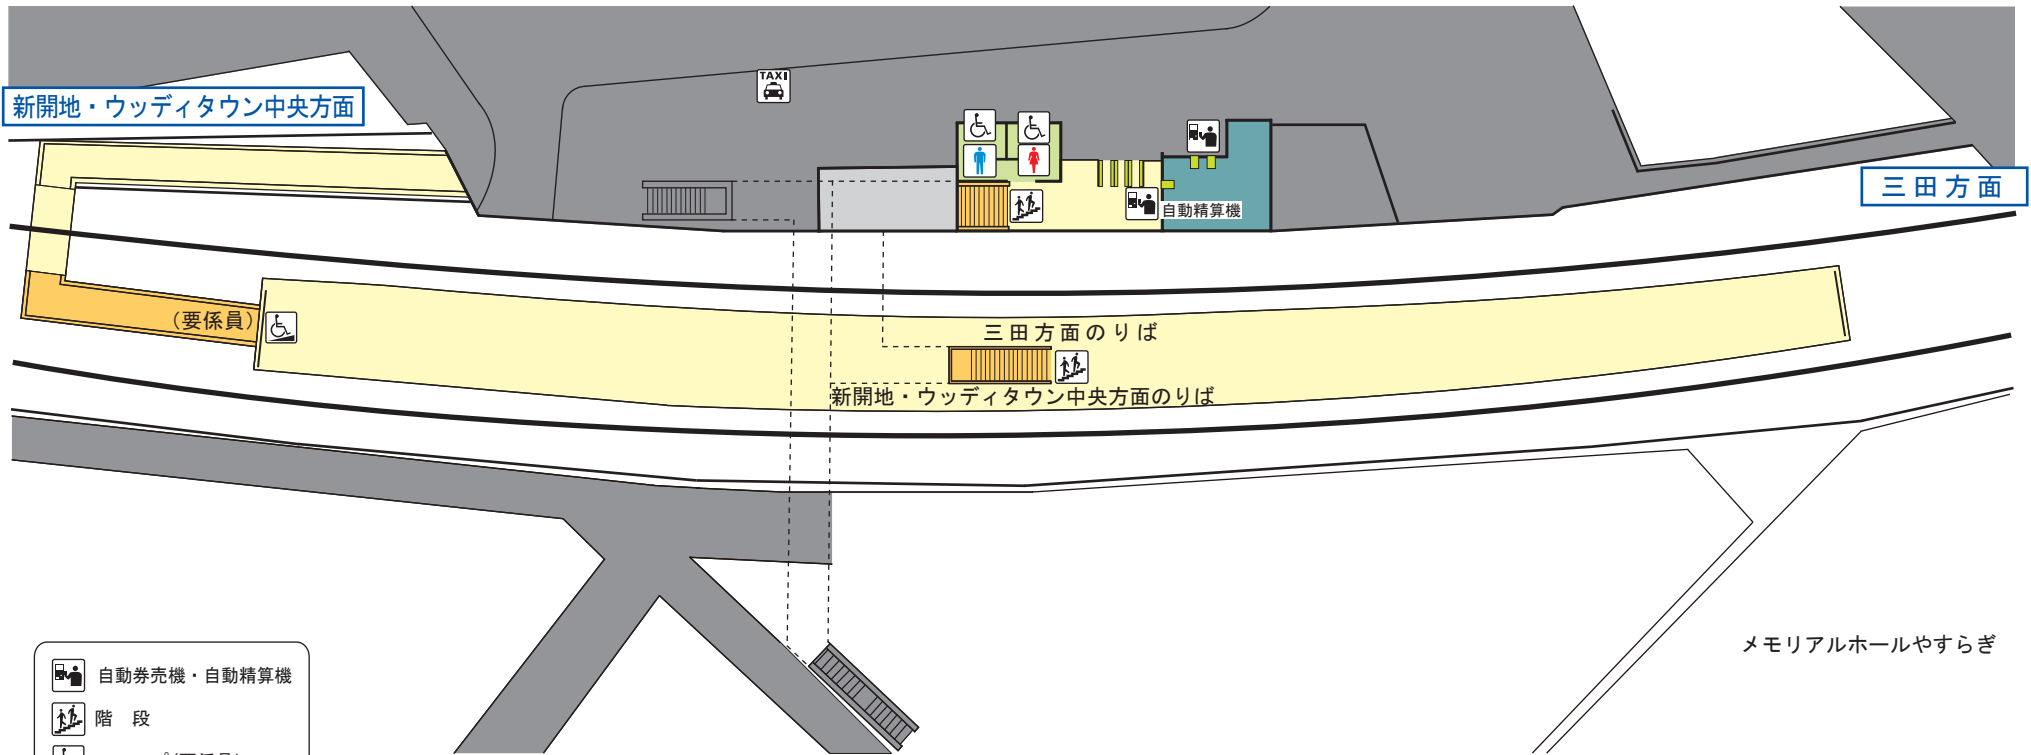 TAXI
新開地・ウッディタウン中央方面
三田方面
自動精算機
(要係員)
三田方面のりば
新開地・ウッディタウン中央方面のりば
メモリアルホールやすらぎ
自動券売機・自動精算機
階 段